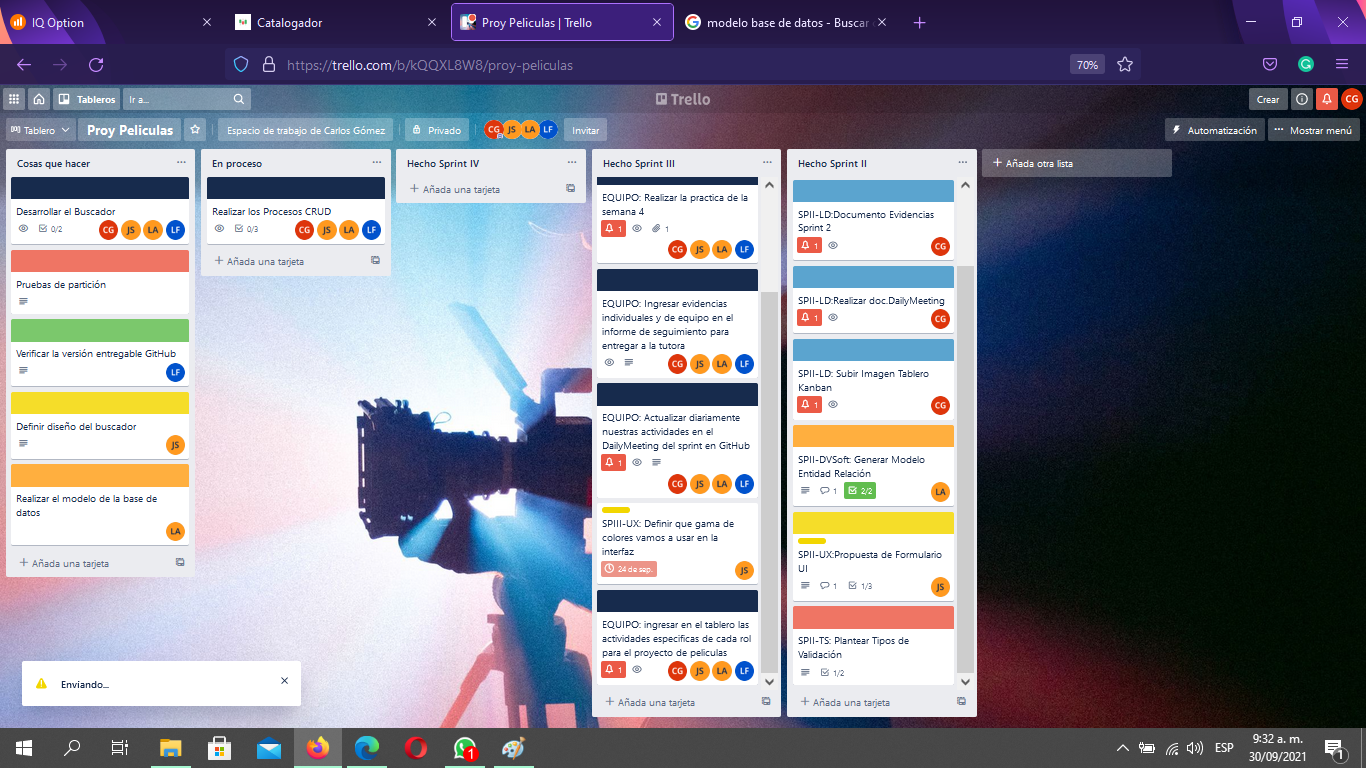 IQ Option
Catalogador
Proy Peliculas | Trello
modelo base de datos - Buscar
https://trello.com/b/kQQXL8W8/proy-peliculas
70%
Tableros
Ir a...
Trello
Crear
CG
Tablero
Proy Peliculas
Espacio de trabajo de Carlos Gómez
Privado
CG JS LA LF
Invitar
Automatización
Mostrar menú
Cosas que hacer
Desarrollar el Buscador
0/2
CG JS LA LF
Pruebas de partición
Verificar la versión entregable GitHub
LF
Definir diseño del buscador
JS
Realizar el modelo de la base de
datos
LA
Añada una tarjeta
En proceso
Realizar los Procesos CRUD
0/3
CG JS LA LF
Añada una tarjeta
Hecho Sprint IV
Añada una tarjeta
Hecho Sprint III
EQUIPO: Realizar la practica de la
semana 4
1
1
CG JS LA LF
EQUIPO: Ingresar evidencias
individuales y de equipo en el
informe de seguimiento para
entregar a la tutora
CG JS LA LF
EQUIPO: Actualizar diariamente
nuestras actividades en el
DailyMeeting del sprint en GitHub
1
CG JS LA LF
SPIII-UX: Definir que gama de
colores vamos a usar en la
interfaz
24 de sep.
JS
EQUIPO: ingresar en el tablero las
actividades especificas de cada rol
para el proyecto de peliculas
1
CG JS LA LF
Añada una tarjeta
Hecho Sprint II
SPII-LD:Documento Evidencias
Sprint 2
1
CG
SPII-LD:Realizar doc.DailyMeeting
1
CG
SPII-LD: Subir Imagen Tablero
Kanban
1
CG
SPII-DVSoft: Generar Modelo
Entidad Relación
1
2/2
LA
SPII-UX:Propuesta de Formulario
UI
1
1/3
JS
SPII-TS: Plantear Tipos de
Validación
1/2
Añada una tarjeta
Añada otra lista
Enviando...
1
ESP
9:32 a. m.
30/09/2021
1